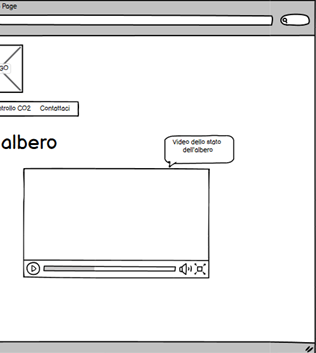 Page
GO
trollo CO2 Contattaci
albero
Video dello stato
dell'albero